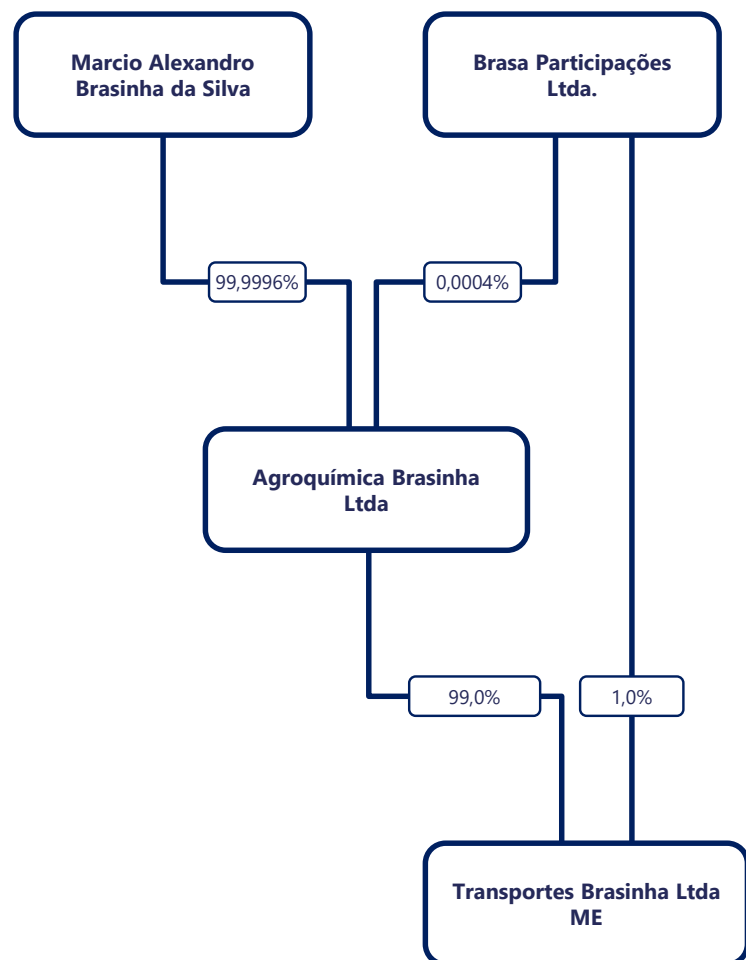 Marcio Alexandro
Brasinha da Silva
Brasa Participações
Ltda.
99,9996%
0,0004%
Agroquímica Brasinha
Ltda
99,0%
1,0%
Transportes Brasinha Ltda
ME